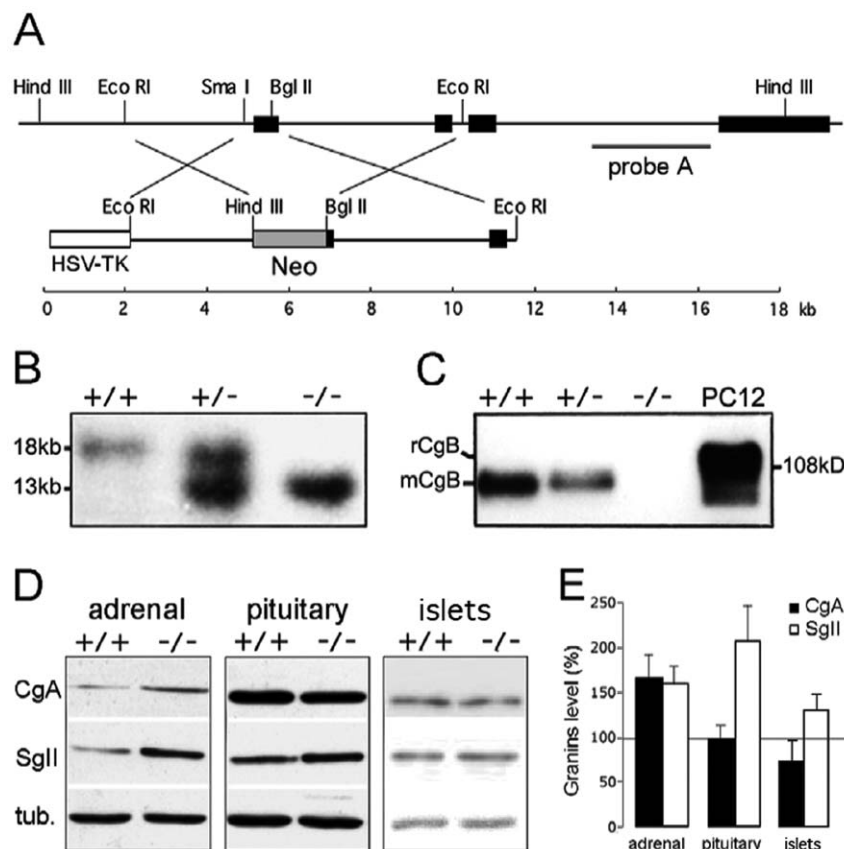 A
Hind III Eco RI Sma I Bgl II Eco RI Hind III
probe A
Eco RI Hind III Bgl II Eco RI
HSV-TK Neo
0 2 4 6 8 10 12 14 16 18 kb
B
+/+ +/- -/-
18kb
13kb
C
+/+ +/- -/- PC12
rCgB
mCgB
108kD
D
adrenal pituitary islets
+/+ -/- +/+ -/- +/+ -/-
CgA
SgII
tub.
E
CgA
SgII
Granins level (%)
250
200
150
100
50
0
adrenal pituitary islets